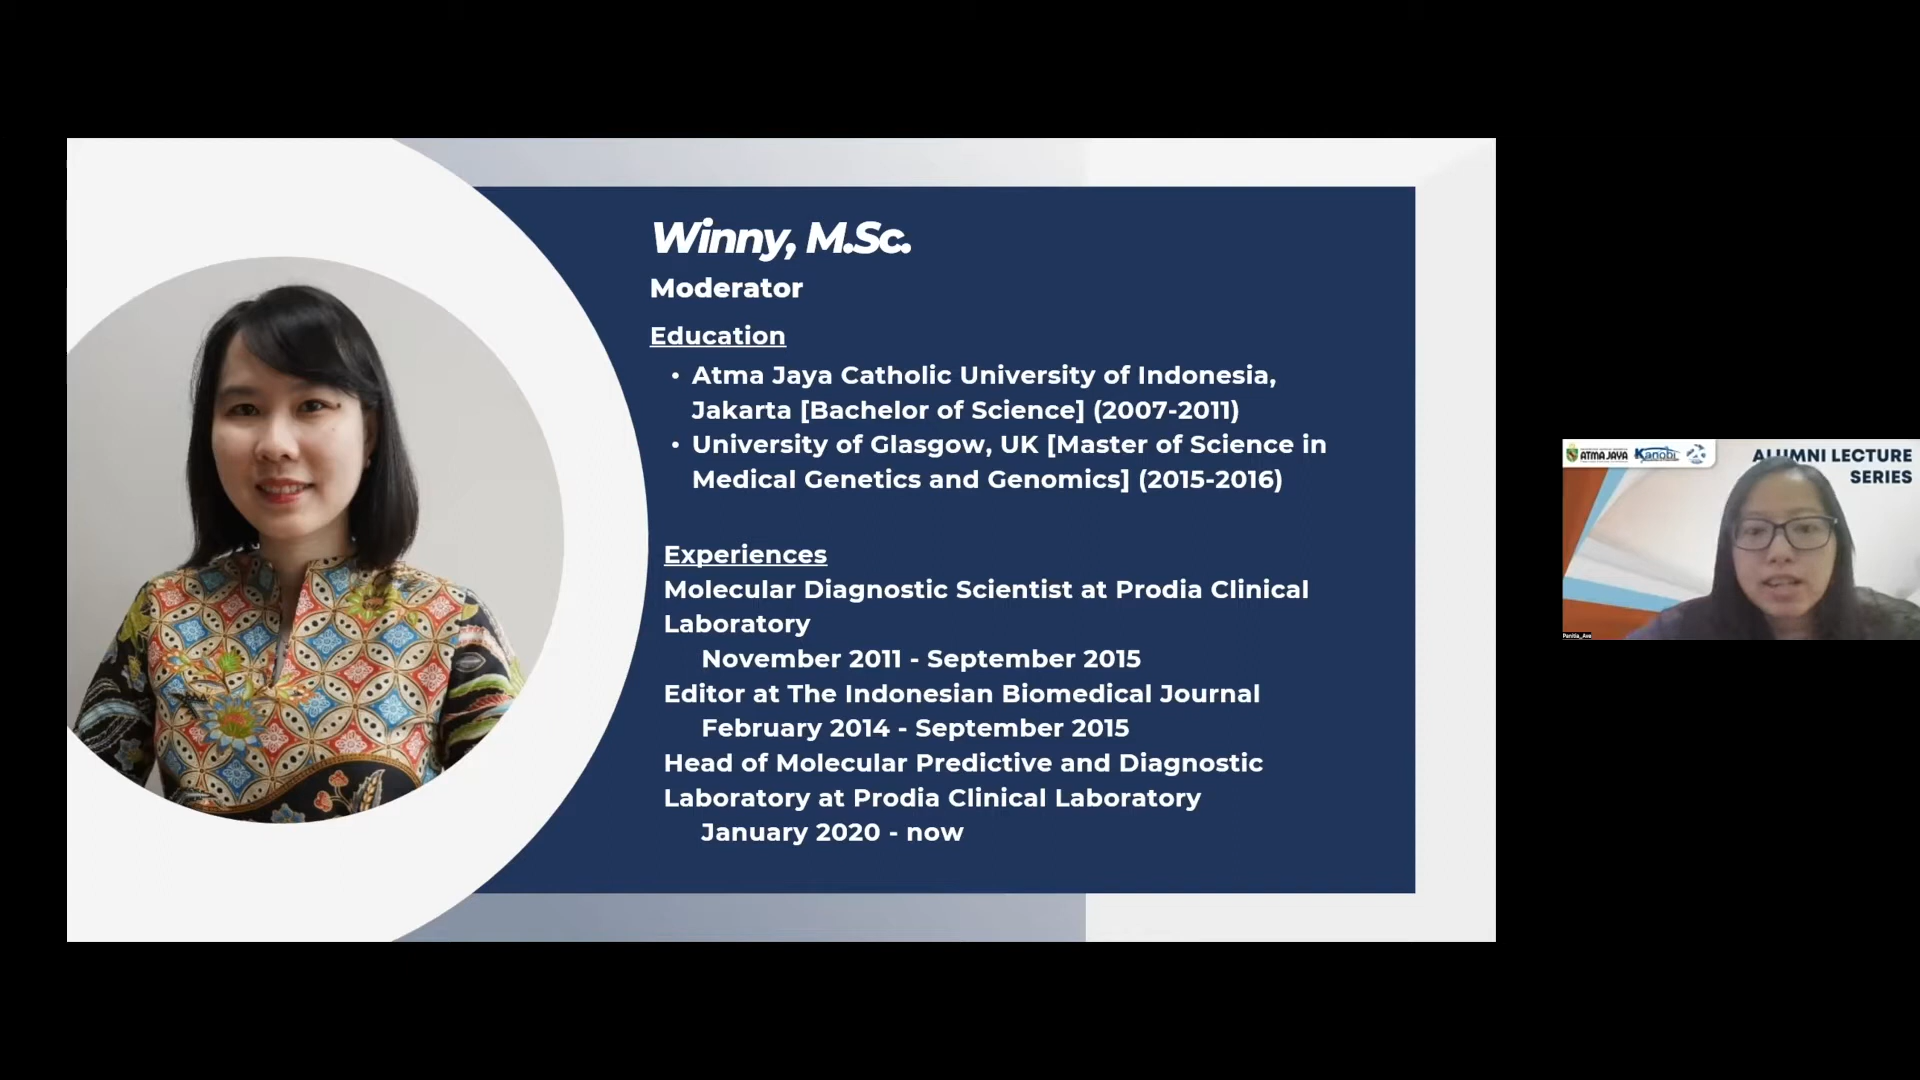 Winny, M.Sc.
Moderator
Education
• Atma Jaya Catholic University of Indonesia,
Jakarta [Bachelor of Science] (2007-2011)
• University of Glasgow, UK [Master of Science in
Medical Genetics and Genomics] (2015-2016)
Experiences
Molecular Diagnostic Scientist at Prodia Clinical
Laboratory
November 2011 - September 2015
Editor at The Indonesian Biomedical Journal
February 2014 - September 2015
Head of Molecular Predictive and Diagnostic
Laboratory at Prodia Clinical Laboratory
January 2020 - now
ATMA JAYA
Kanobi
ALUMNI LECTURE
SERIES
Panitia_Ave